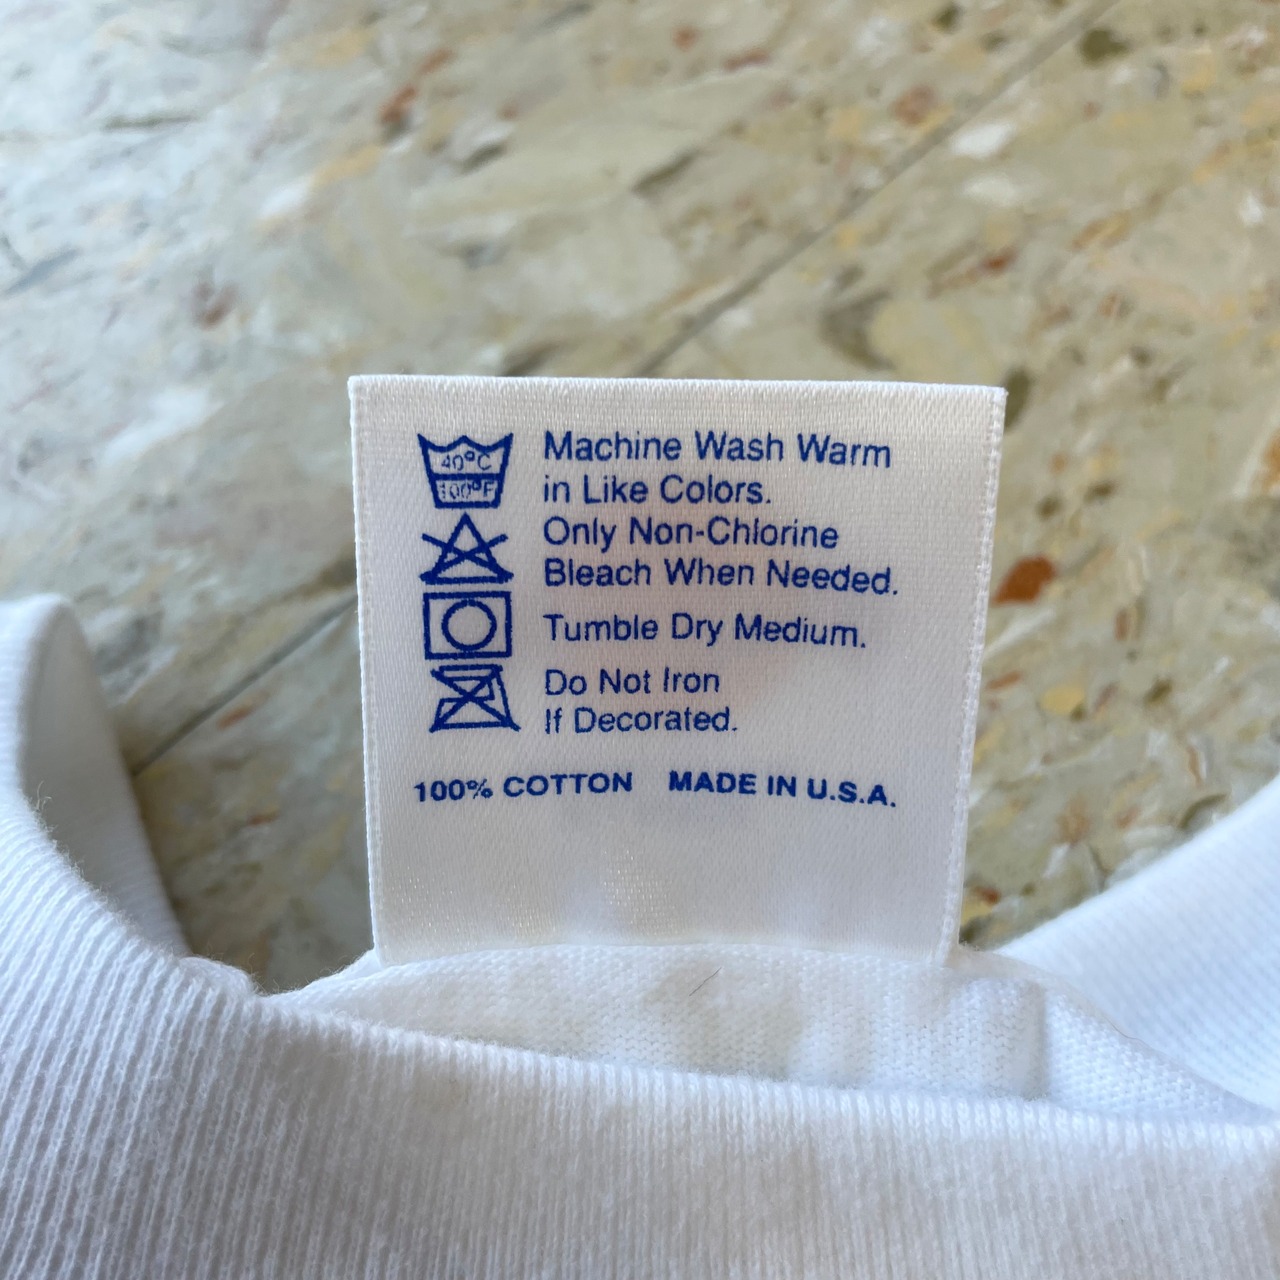 40°C
100°F
Machine Wash Warm
in Like Colors.
Only Non-Chlorine
Bleach When Needed.
Tumble Dry Medium.
Do Not Iron
If Decorated.
100% COTTON MADE IN U.S.A.